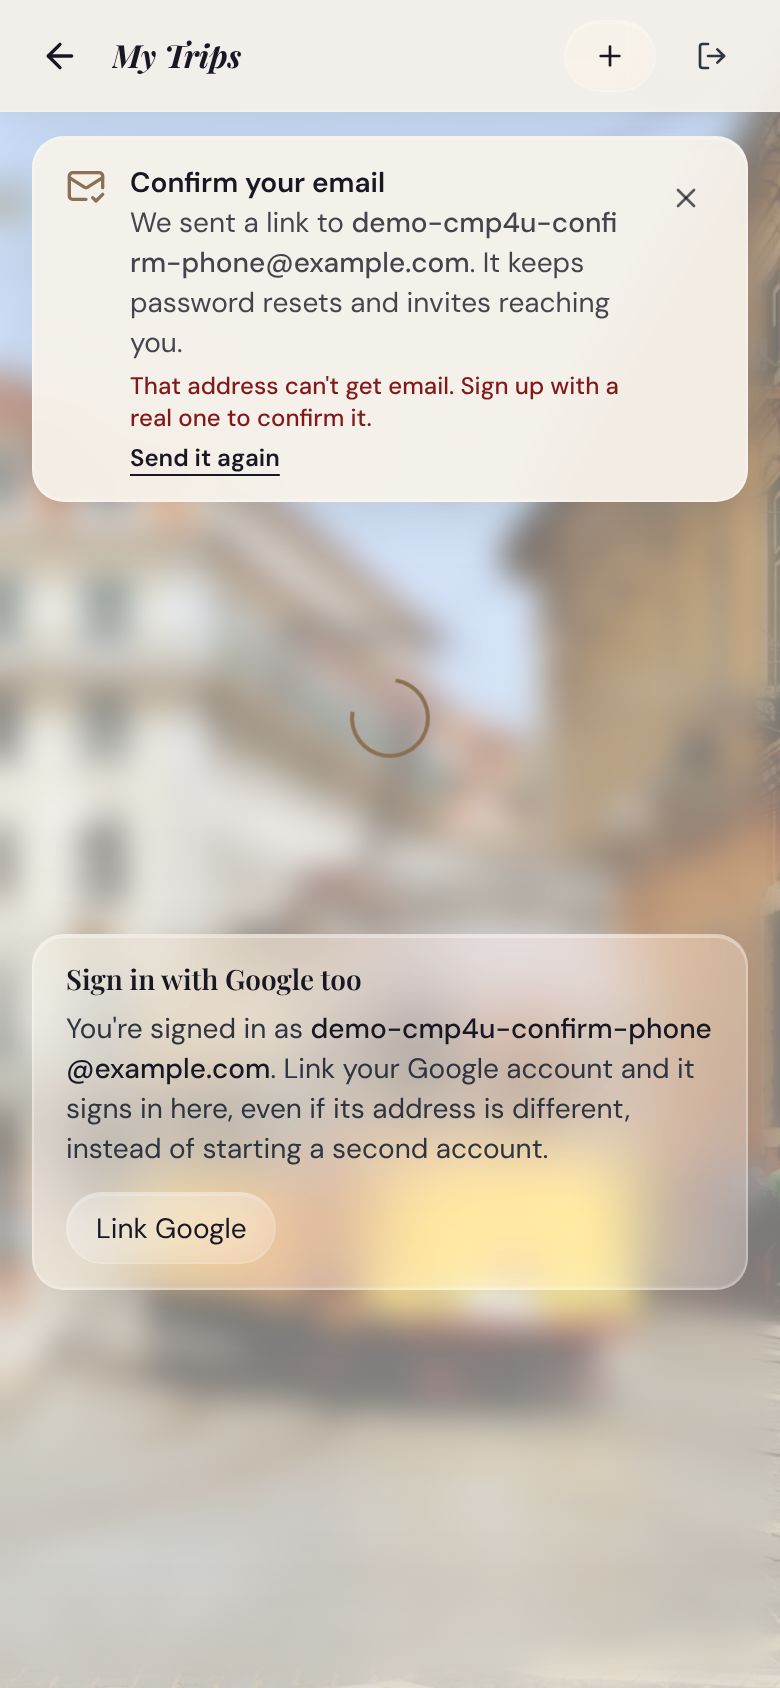 My Trips
Confirm your email
We sent a link to demo-cmp4u-confi
rm-phone@example.com. It keeps
password resets and invites reaching
you.
That address can't get email. Sign up with a
real one to confirm it.
Send it again
Sign in with Google too
You're signed in as demo-cmp4u-confirm-phone
@example.com. Link your Google account and it
signs in here, even if its address is different,
instead of starting a second account.
Link Google